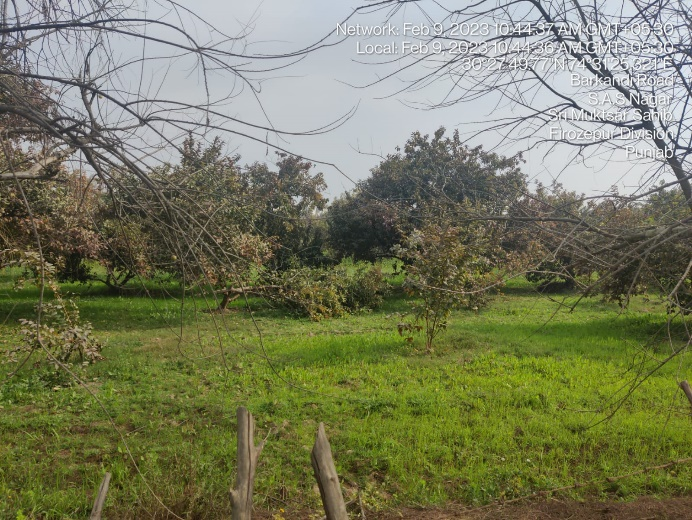 Network: Feb 9, 2023 10:44:37 AM GMT+05:30
Local: Feb 9, 2023 10:44:36 AM GMT+05:30
30°27'4977"N 74°31'25.321"E
Barkandi Road
S.A.S Nagar
Sri Muktsar Sahib
Firozepur Division
Punjab